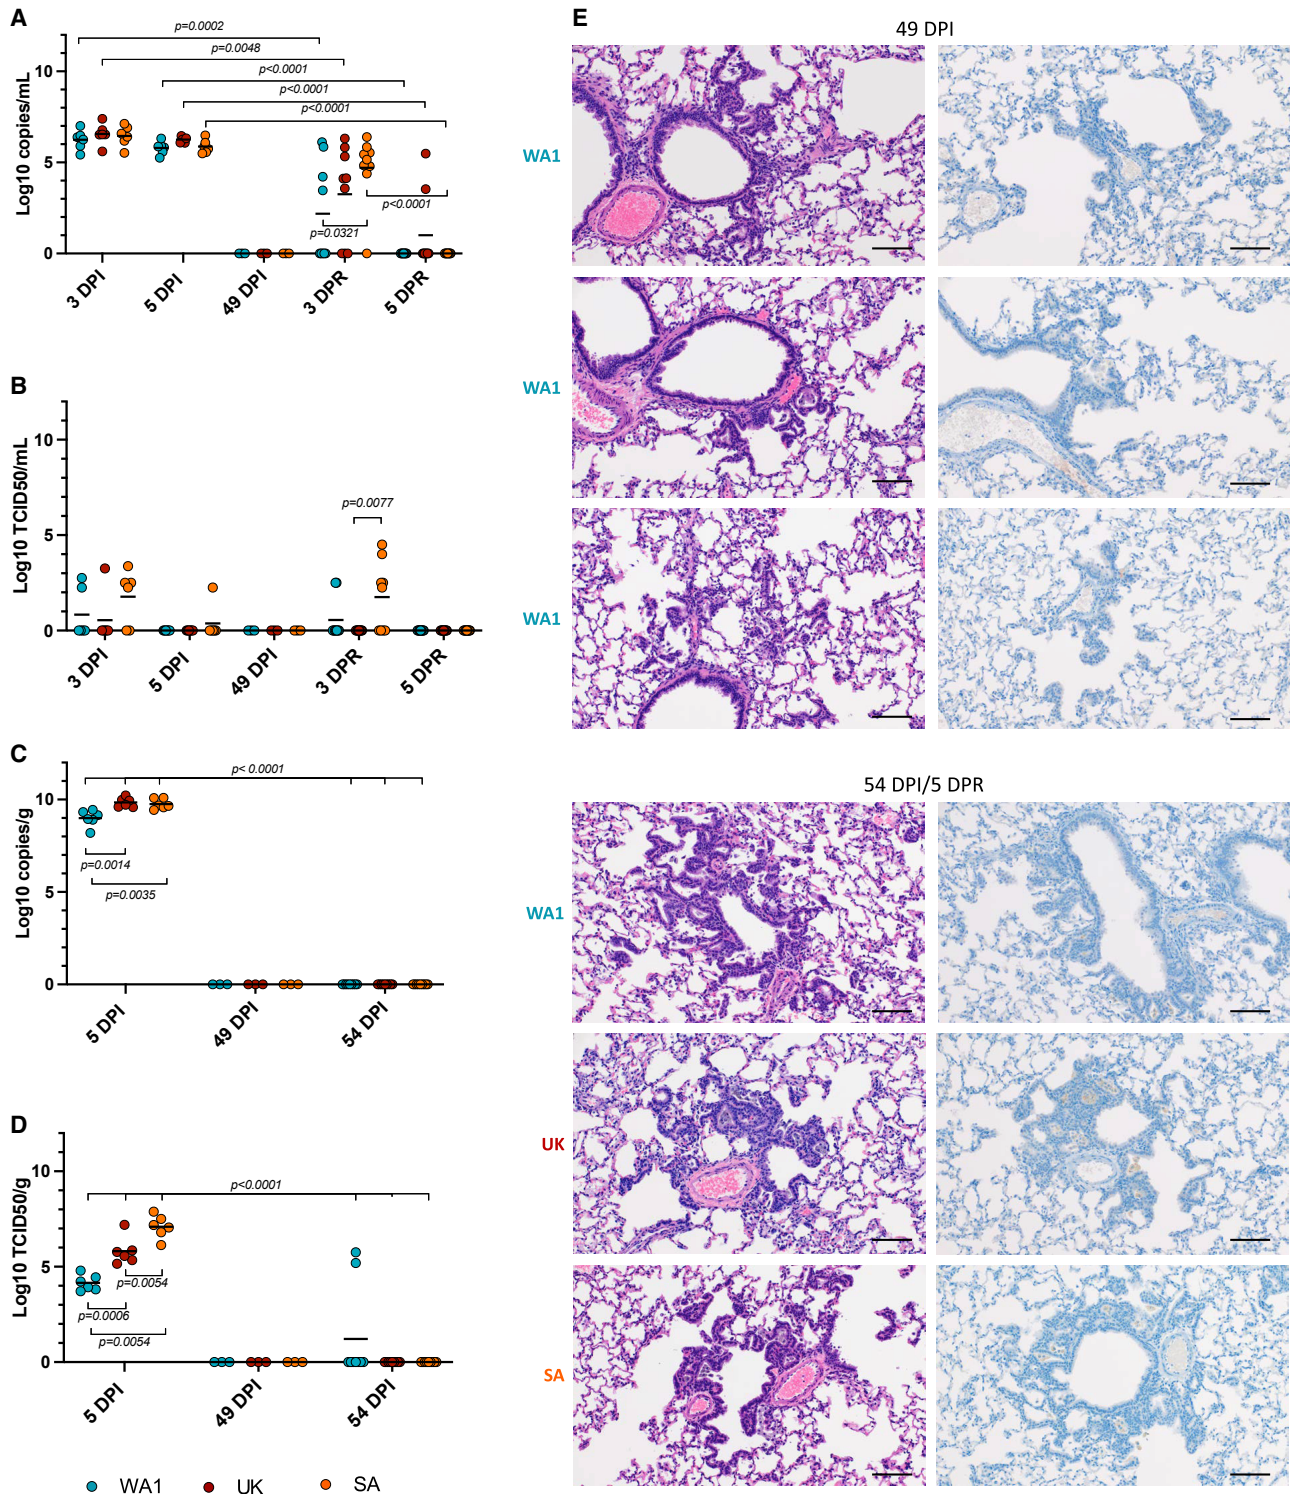 A
p=0.0002
p=0.0048
p<0.0001
p<0.0001
p<0.0001
10
5
0
Log10 copies/mL
p<0.0001
p=0.0321
3 DPI
5 DPI
49 DPI
3 DPR
5 DPR
B
10
5
0
Log10 TCID50/mL
p=0.0077
3 DPI
5 DPI
49 DPI
3 DPR
5 DPR
C
p< 0.0001
10
5
0
Log10 copies/g
p=0.0014
p=0.0035
5 DPI
49 DPI
54 DPI
D
p<0.0001
10
5
0
Log10 TCID50/g
p=0.0054
p=0.0006
p=0.0054
5 DPI
49 DPI
54 DPI
WA1 UK SA
E
49 DPI
WA1
WA1
WA1
54 DPI/5 DPR
WA1
UK
SA